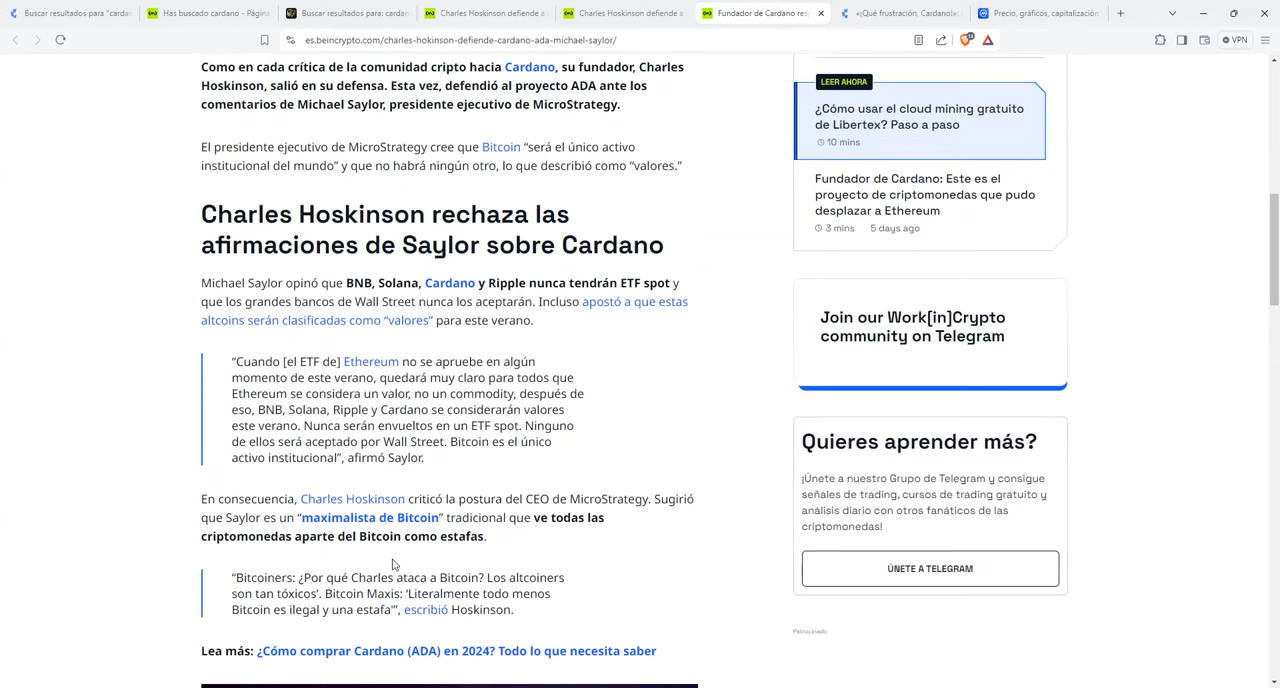 Buscar resultados para "cardan
Has buscado cardano - Página
Buscar resultados para: cardan
Charles Hoskinson defiende a
Charles Hoskinson defiende a
Fundador de Cardano resp
«¡Qué frustración, Cardano!»:
Precio, gráficos, capitalización
es.beincrypto.com/charles-hokinson-defiende-cardano-ada-michael-saylor/
VPN
Como en cada crítica de la comunidad cripto hacia Cardano, su fundador, Charles
Hoskinson, salió en su defensa. Esta vez, defendió al proyecto ADA ante los
comentarios de Michael Saylor, presidente ejecutivo de MicroStrategy.
El presidente ejecutivo de MicroStrategy cree que Bitcoin “será el único activo
institucional del mundo” y que no habrá ningún otro, lo que describió como “valores.”
Charles Hoskinson rechaza las
afirmaciones de Saylor sobre Cardano
Michael Saylor opinó que BNB, Solana, Cardano y Ripple nunca tendrán ETF spot y
que los grandes bancos de Wall Street nunca los aceptarán. Incluso apostó a que estas
altcoins serán clasificadas como “valores” para este verano.
“Cuando [el ETF de] Ethereum no se apruebe en algún
momento de este verano, quedará muy claro para todos que
Ethereum se considera un valor, no un commodity, después de
eso, BNB, Solana, Ripple y Cardano se considerarán valores
este verano. Nunca serán envueltos en un ETF spot. Ninguno
de ellos será aceptado por Wall Street. Bitcoin es el único
activo institucional”, afirmó Saylor.
En consecuencia, Charles Hoskinson criticó la postura del CEO de MicroStrategy. Sugirió
que Saylor es un “maximalista de Bitcoin” tradicional que ve todas las
criptomonedas aparte del Bitcoin como estafas.
“Bitcoiners: ¿Por qué Charles ataca a Bitcoin? Los altcoiners
son tan tóxicos’. Bitcoin Maxis: ‘Literalmente todo menos
Bitcoin es ilegal y una estafa'”, escribió Hoskinson.
Lea más: ¿Cómo comprar Cardano (ADA) en 2024? Todo lo que necesita saber
LEER AHORA
¿Cómo usar el cloud mining gratuito
de Libertex? Paso a paso
10 mins
Fundador de Cardano: Este es el
proyecto de criptomonedas que pudo
desplazar a Ethereum
3 mins 5 days ago
Join our Work[in]Crypto
community on Telegram
Quieres aprender más?
¡Únete a nuestro Grupo de Telegram y consigue
señales de trading, cursos de trading gratuito y
análisis diario con otros fanáticos de las
criptomonedas!
ÚNETE A TELEGRAM
Patrocinado